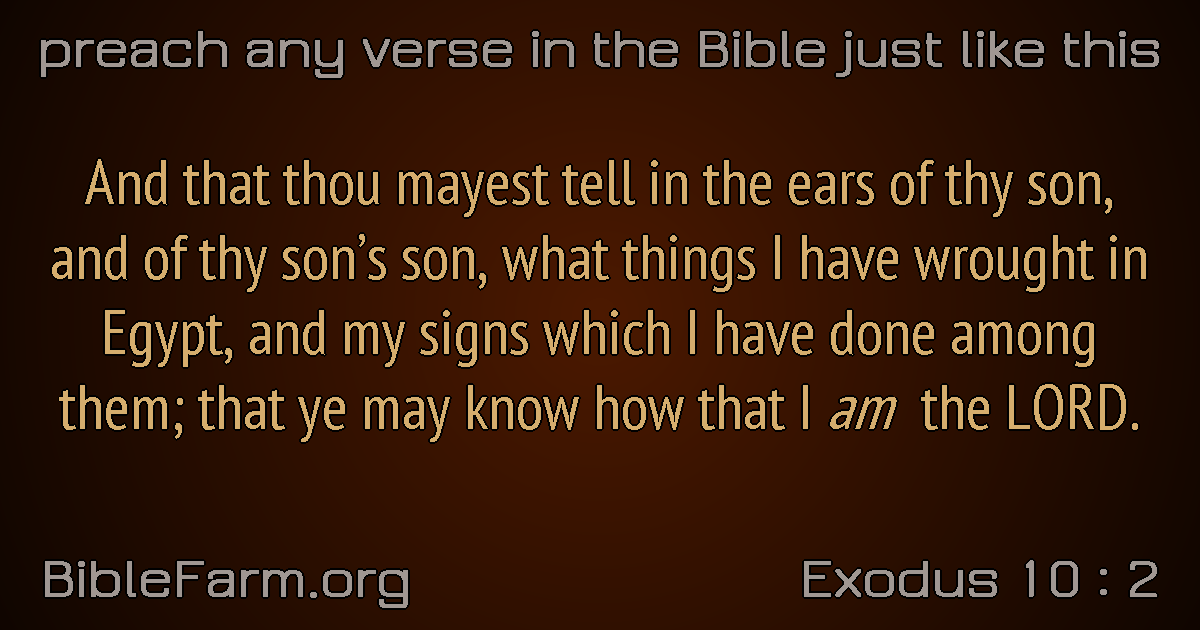 preach any verse in the Bible just like this
And that thou mayest tell in the ears of thy son,
and of thy son’s son, what things I have wrought in
Egypt, and my signs which I have done among
them; that ye may know how that I am the LORD.
BibleFarm.org
Exodus 10 : 2